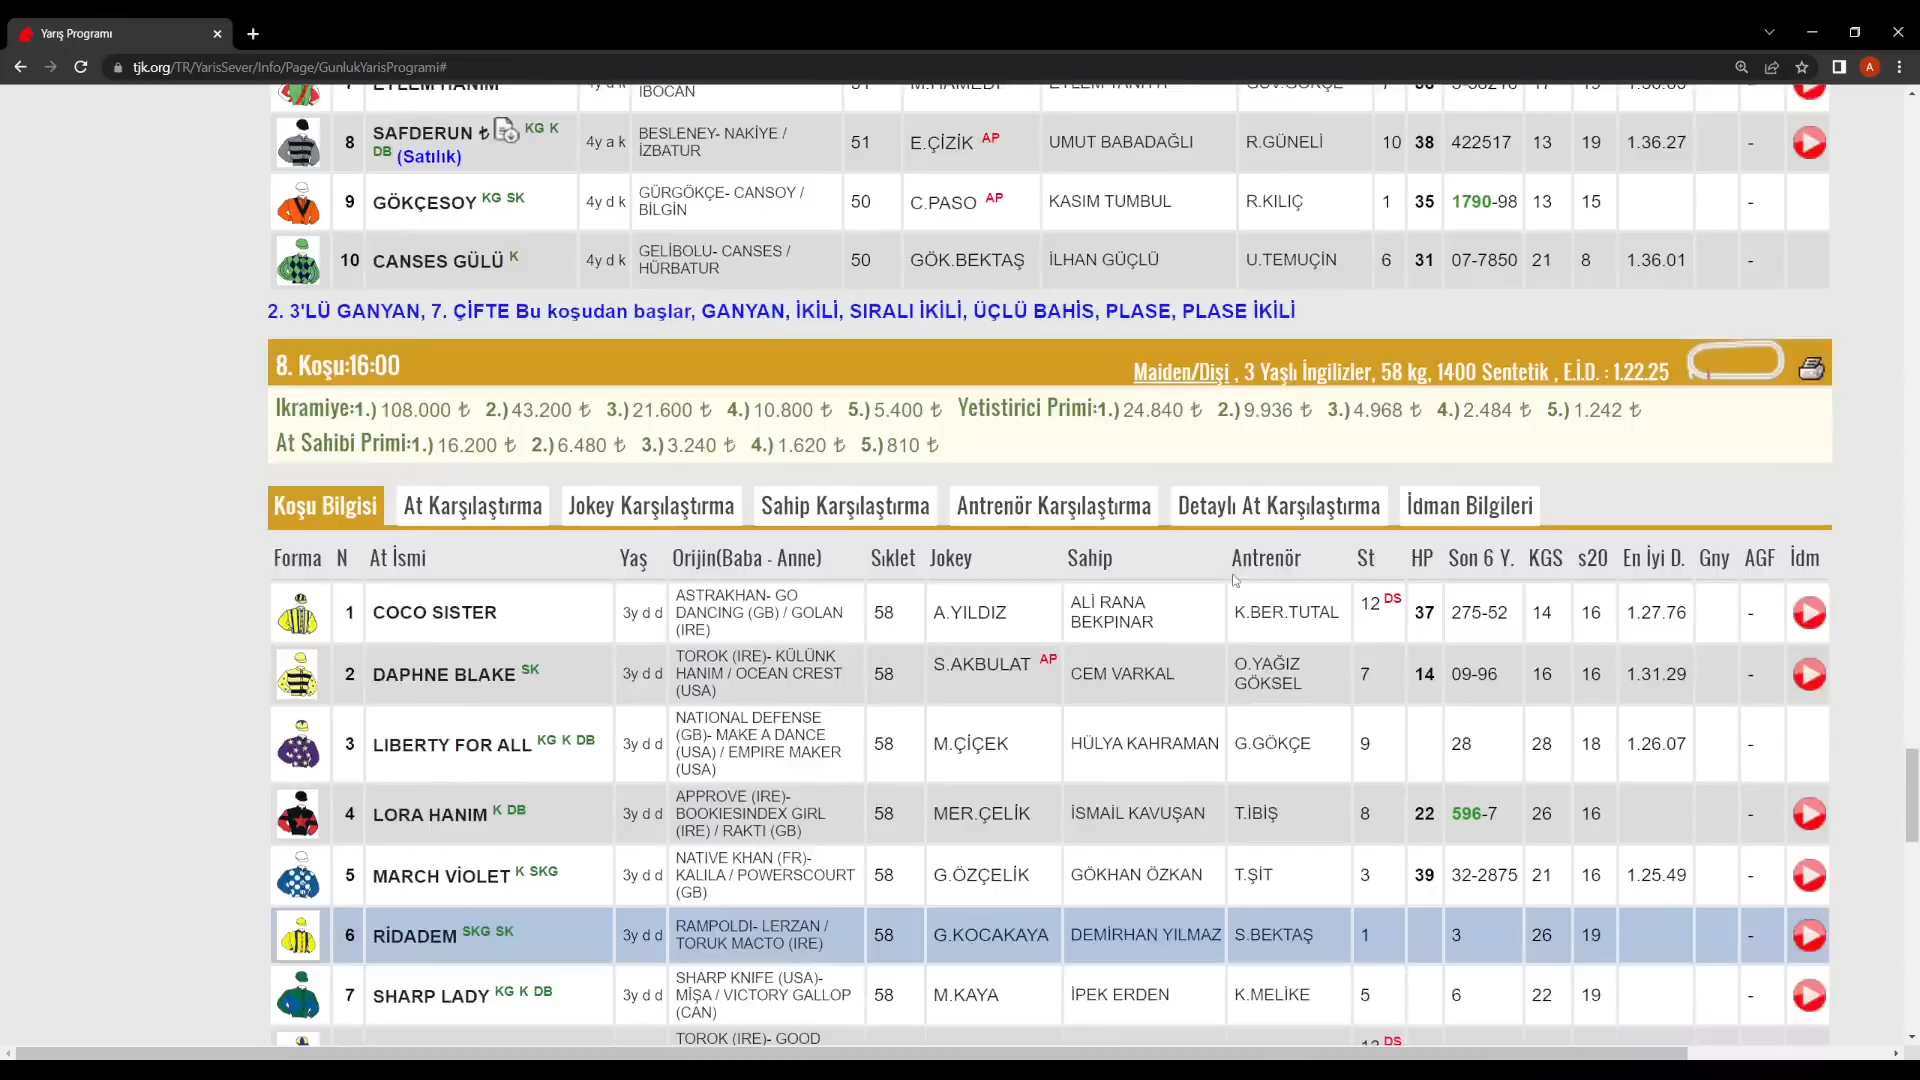 Yarış Programı
tjk.org/TR/YarisSever/Info/Page/GunlukYarisProgrami#
A
IBOCAN
8 SAFDERUN ₺ KG K DB (Satılık) 4y a k BESLENEY- NAKİYE / İZBATUR 51 E.ÇİZİK AP UMUT BABADAĞLI R.GÜNELİ 10 38 422517 13 19 1.36.27 -
9 GÖKÇESOY KG SK 4y d k GÜRGÖKÇE- CANSOY / BİLGİN 50 C.PASO AP KASIM TUMBUL R.KILIÇ 1 35 1790-98 13 15 -
10 CANSES GÜLÜ K 4y d k GELİBOLU- CANSES / HÜRBATUR 50 GÖK.BEKTAŞ İLHAN GÜÇLÜ U.TEMUÇİN 6 31 07-7850 21 8 1.36.01 -
2. 3'LÜ GANYAN, 7. ÇİFTE Bu koşudan başlar, GANYAN, İKİLİ, SIRALI İKİLİ, ÜÇLÜ BAHİS, PLASE, PLASE İKİLİ
8. Koşu:16:00 Maiden/Dişi , 3 Yaşlı İngilizler, 58 kg, 1400 Sentetik , E.İ.D. : 1.22.25
Ikramiye:1.) 108.000 ₺ 2.) 43.200 ₺ 3.) 21.600 ₺ 4.) 10.800 ₺ 5.) 5.400 ₺ Yetistirici Primi:1.) 24.840 ₺ 2.) 9.936 ₺ 3.) 4.968 ₺ 4.) 2.484 ₺ 5.) 1.242 ₺
At Sahibi Primi:1.) 16.200 ₺ 2.) 6.480 ₺ 3.) 3.240 ₺ 4.) 1.620 ₺ 5.) 810 ₺
Koşu Bilgisi At Karşılaştırma Jokey Karşılaştırma Sahip Karşılaştırma Antrenör Karşılaştırma Detaylı At Karşılaştırma İdman Bilgileri
Forma N At İsmi Yaş Orijin(Baba - Anne) Sıklet Jokey Sahip Antrenör St HP Son 6 Y. KGS s20 En İyi D. Gny AGF İdm
1 COCO SISTER 3y d d ASTRAKHAN- GO DANCING (GB) / GOLAN (IRE) 58 A.YILDIZ ALİ RANA BEKPINAR K.BER.TUTAL 12 DS 37 275-52 14 16 1.27.76 -
2 DAPHNE BLAKE SK 3y d d TOROK (IRE)- KÜLÜNK HANIM / OCEAN CREST (USA) 58 S.AKBULAT AP CEM VARKAL O.YAĞIZ GÖKSEL 7 14 09-96 16 16 1.31.29 -
3 LIBERTY FOR ALL KG K DB 3y d d NATIONAL DEFENSE (GB)- MAKE A DANCE (USA) / EMPIRE MAKER (USA) 58 M.ÇİÇEK HÜLYA KAHRAMAN G.GÖKÇE 9 28 28 18 1.26.07 -
4 LORA HANIM K DB 3y d d APPROVE (IRE)- BOOKIESINDEX GIRL (IRE) / RAKTI (GB) 58 MER.ÇELİK İSMAİL KAVUŞAN T.İBİŞ 8 22 596-7 26 16 -
5 MARCH VİOLET K SKG 3y d d NATIVE KHAN (FR)- KALILA / POWERSCOURT (GB) 58 G.ÖZÇELİK GÖKHAN ÖZKAN T.ŞİT 3 39 32-2875 21 16 1.25.49 -
6 RİDADEM SKG SK 3y d d RAMPOLDI- LERZAN / TORUK MACTO (IRE) 58 G.KOCAKAYA DEMİRHAN YILMAZ S.BEKTAŞ 1 3 26 19 -
7 SHARP LADY KG K DB 3y d d SHARP KNIFE (USA)- MİŞA / VICTORY GALLOP (CAN) 58 M.KAYA İPEK ERDEN K.MELİKE 5 6 22 19 -
TOROK (IRE)- GOOD DS